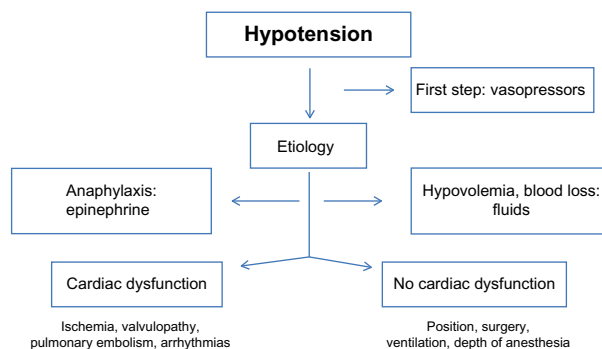 Hypotension
First step: vasopressors
Etiology
Anaphylaxis:
epinephrine
Hypovolemia, blood loss:
fluids
Cardiac dysfunction
No cardiac dysfunction
Ischemia, valvulopathy,
pulmonary embolism, arrhythmias
Position, surgery,
ventilation, depth of anesthesia